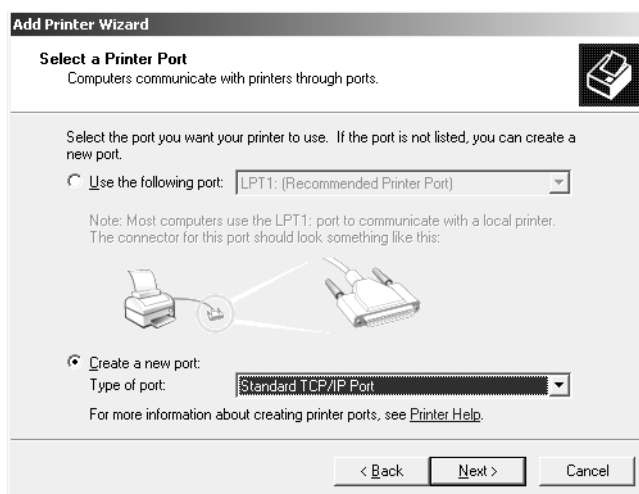 Add Printer Wizard
Select a Printer Port
Computers communicate with printers through ports.
Select the port you want your printer to use. If the port is not listed, you can create a
new port.
Use the following port: LPT1: (Recommended Printer Port)
Note: Most computers use the LPT1: port to communicate with a local printer.
The connector for this port should look something like this:
Create a new port:
Type of port: Standard TCP/IP Port
For more information about creating printer ports, see Printer Help.
< Back Next > Cancel